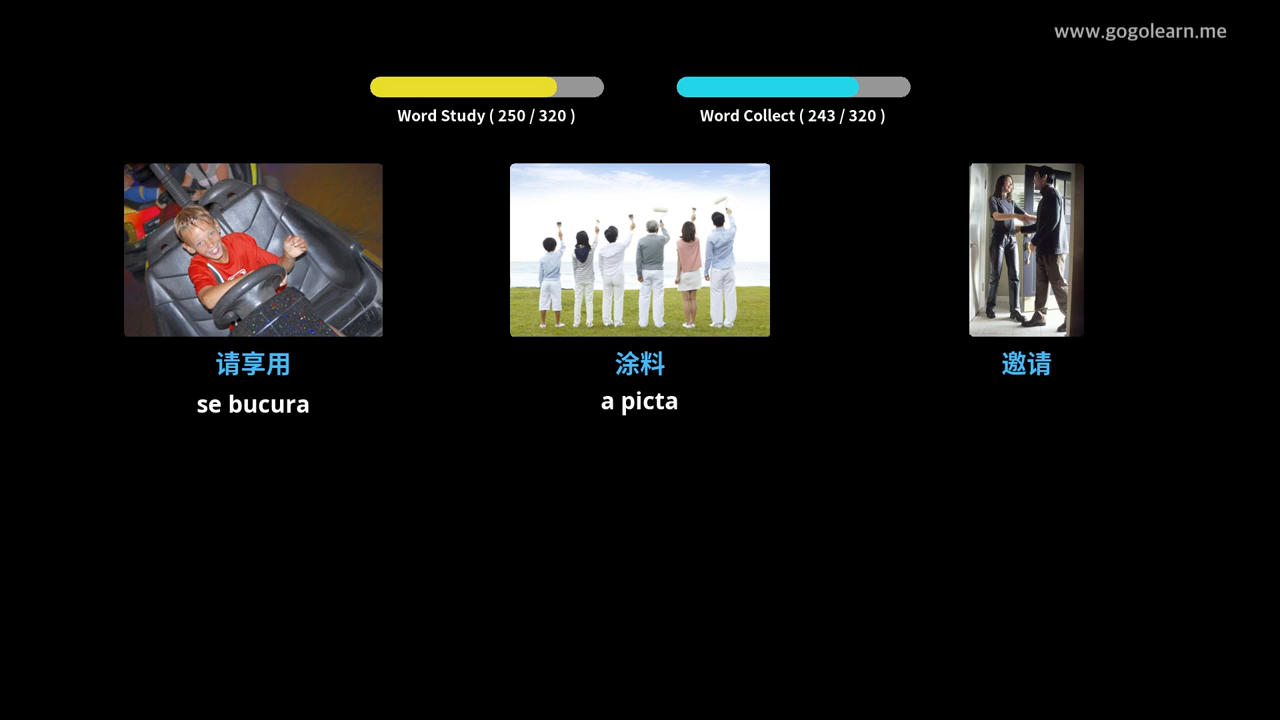 www.gogolearn.me
Word Study ( 250 / 320 )
Word Collect ( 243 / 320 )
请享用
涂料
邀请
se bucura
a picta